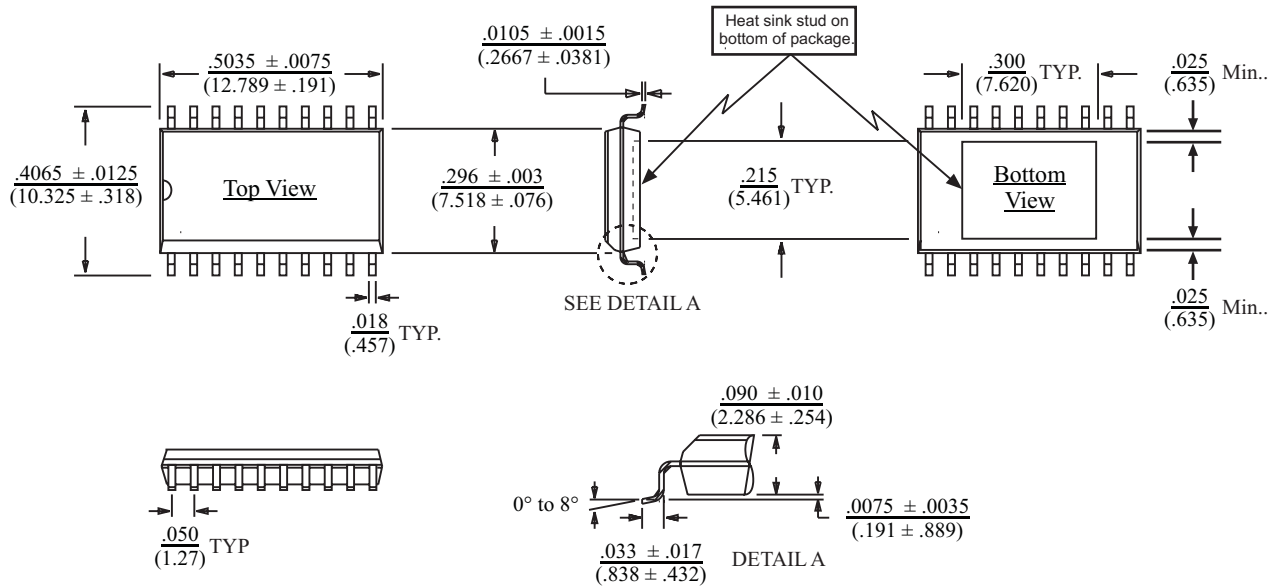 Heat sink stud on
bottom of package.
.0105 ± .0015
(.2667 ± .0381)
.5035 ± .0075
(12.789 ± .191)
.300 TYP.
(7.620)
.025 Min..
(.635)
.4065 ± .0125
(10.325 ± .318)
Top View
.296 ± .003
(7.518 ± .076)
.215 TYP.
(5.461)
Bottom
View
SEE DETAIL A
.018 TYP.
(.457)
.025 Min..
(.635)
.090 ± .010
(2.286 ± .254)
0° to 8°
.0075 ± .0035
(.191 ± .889)
.050 TYP
(1.27)
.033 ± .017
(.838 ± .432)
DETAIL A